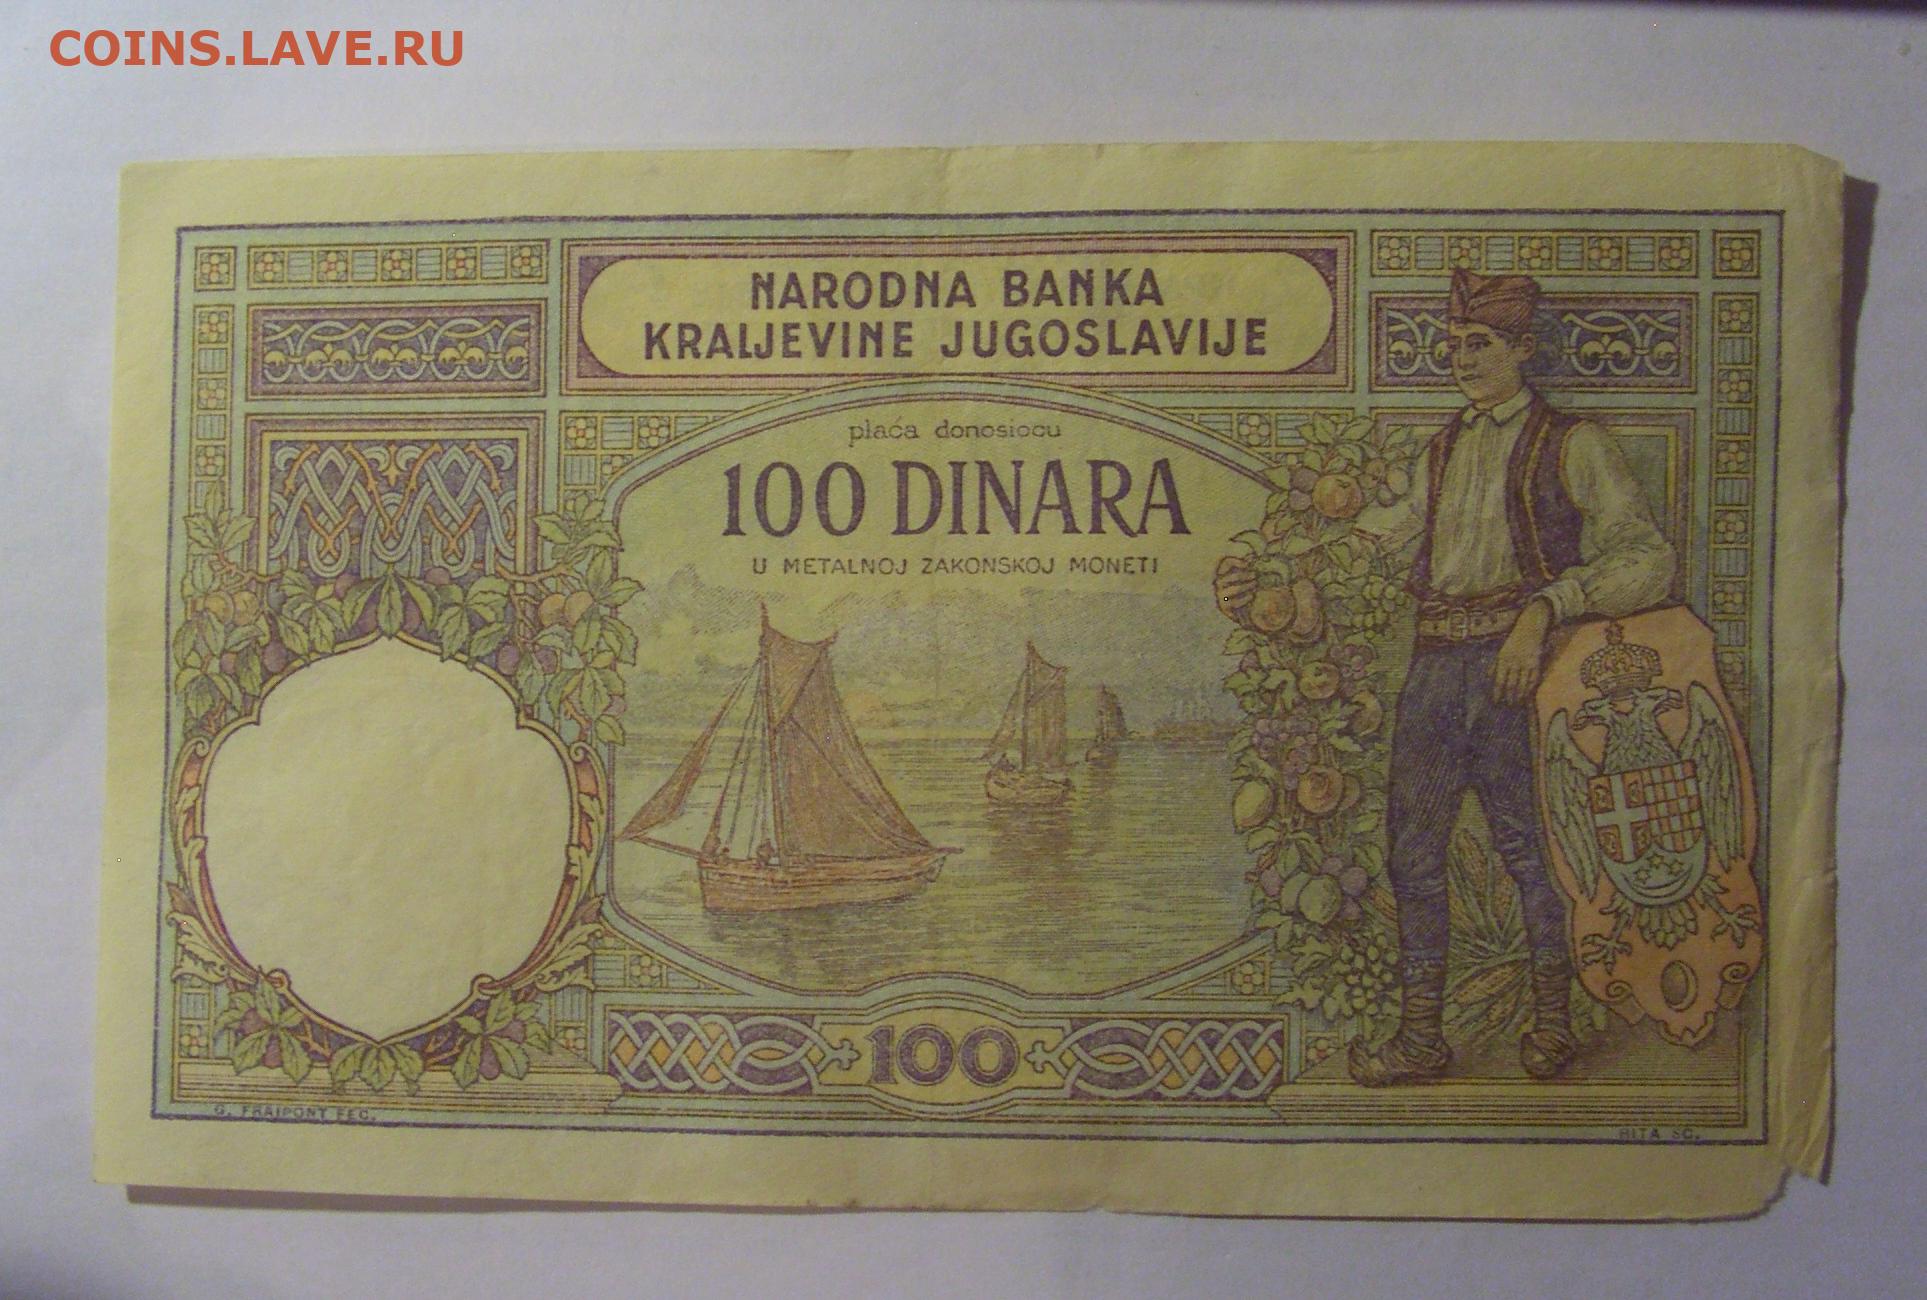 COINS.LAVE.RU
NARODNA BANKA
KRALJEVINE JUGOSLAVIJE
plaća donosiocu
100 DINARA
U METALNOJ ZAKONSKOJ MONETI
100
G. FRAIPONT FEC.
RITA SC.